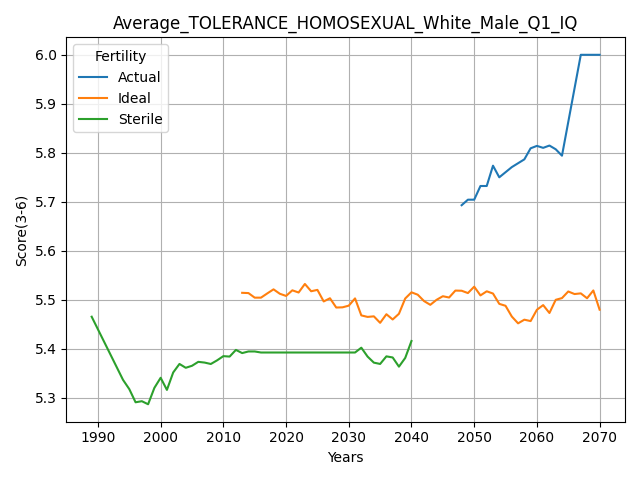 Average_TOLERANCE_HOMOSEXUAL_White_Male_Q1_IQ
Fertility
Actual
Ideal
Sterile
Score(3-6)
6.0
5.9
5.8
5.7
5.6
5.5
5.4
5.3
1990 2000 2010 2020 2030 2040 2050 2060 2070
Years